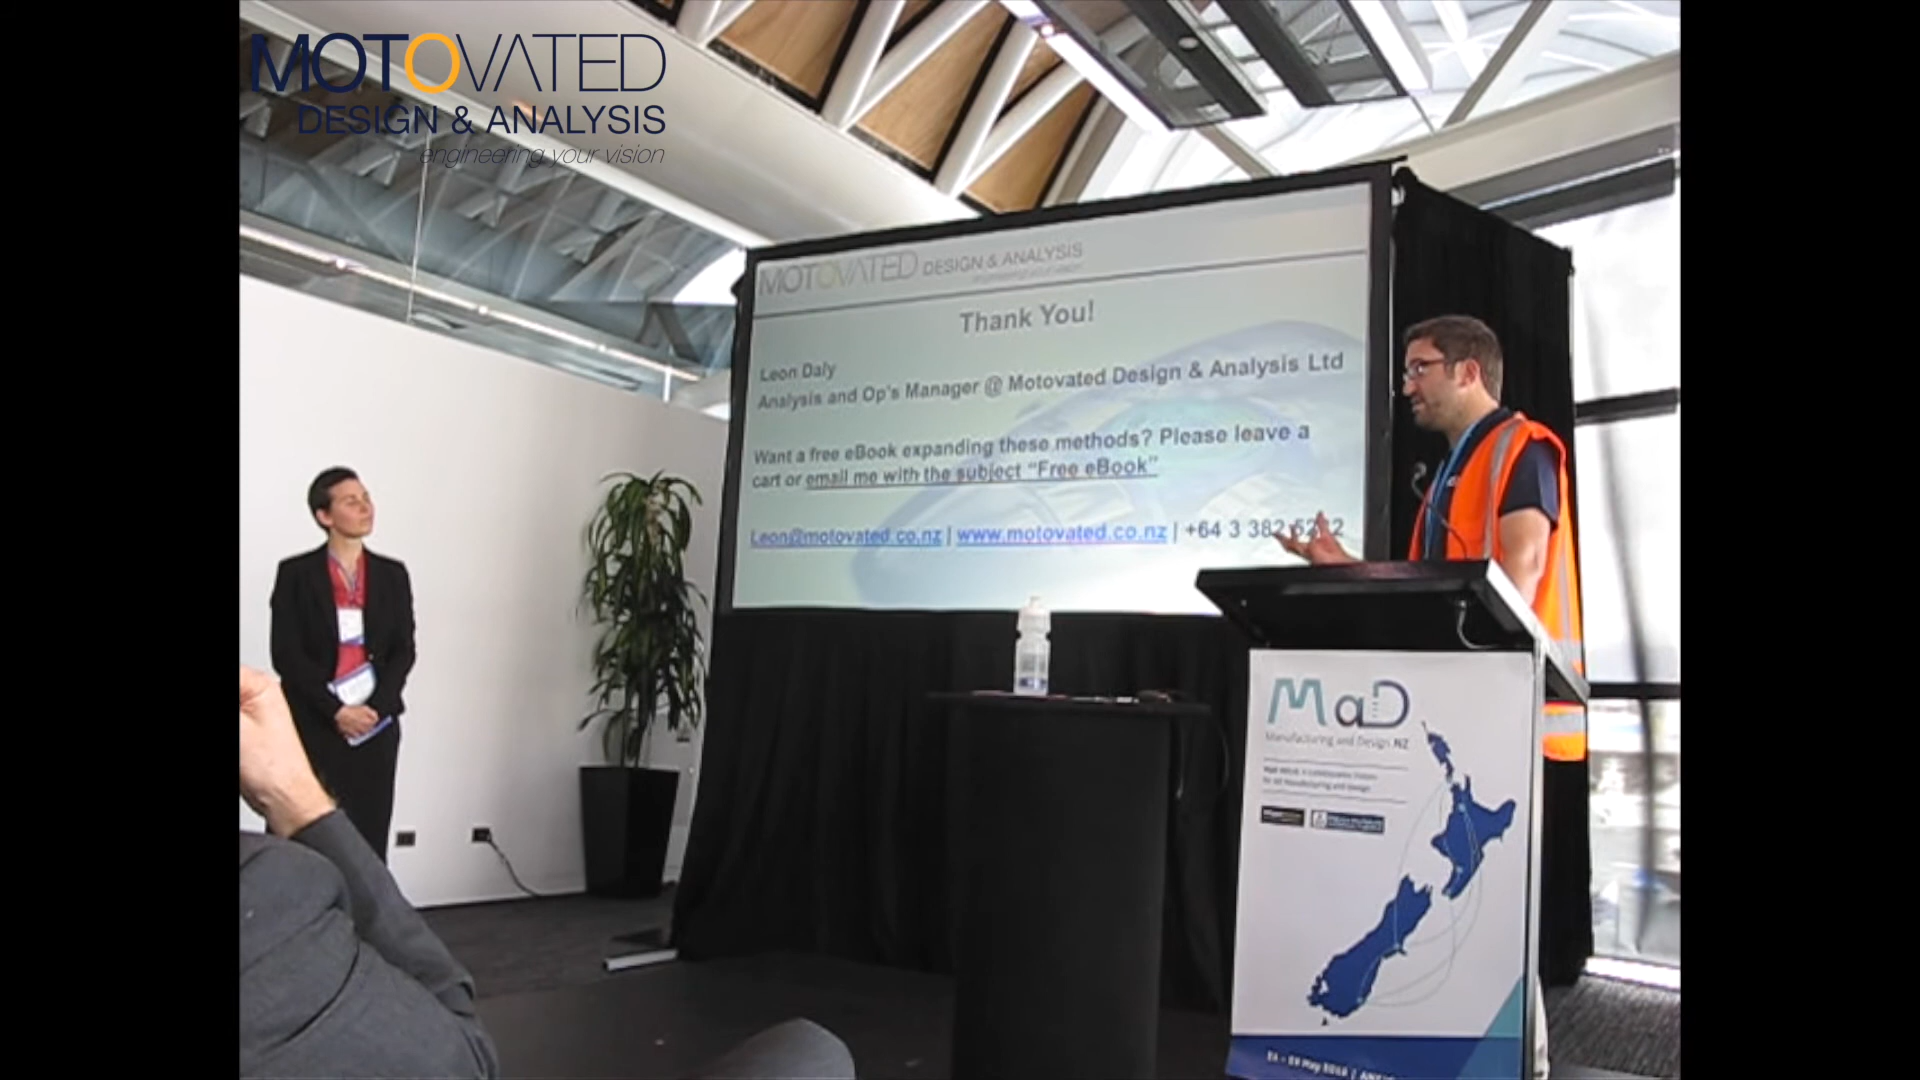 MOTOVATED
DESIGN & ANALYSIS
engineering your vision
MOTOVATED DESIGN & ANALYSIS
Thank You!
Leon Daly
Analysis and Op's Manager @ Motovated Design & Analysis Ltd
Want a free eBook expanding these methods? Please leave a
cart or email me with the subject “Free eBook”
Leon@motovated.co.nz | www.motovated.co.nz | +64 3 382
MaD
Manufacturing and Design NZ